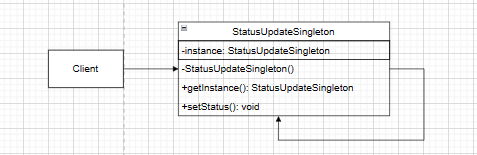 StatusUpdateSingleton
-instance: StatusUpdateSingleton
Client
-StatusUpdateSingleton()
+getInstance(): StatusUpdateSingleton
+setStatus(): void